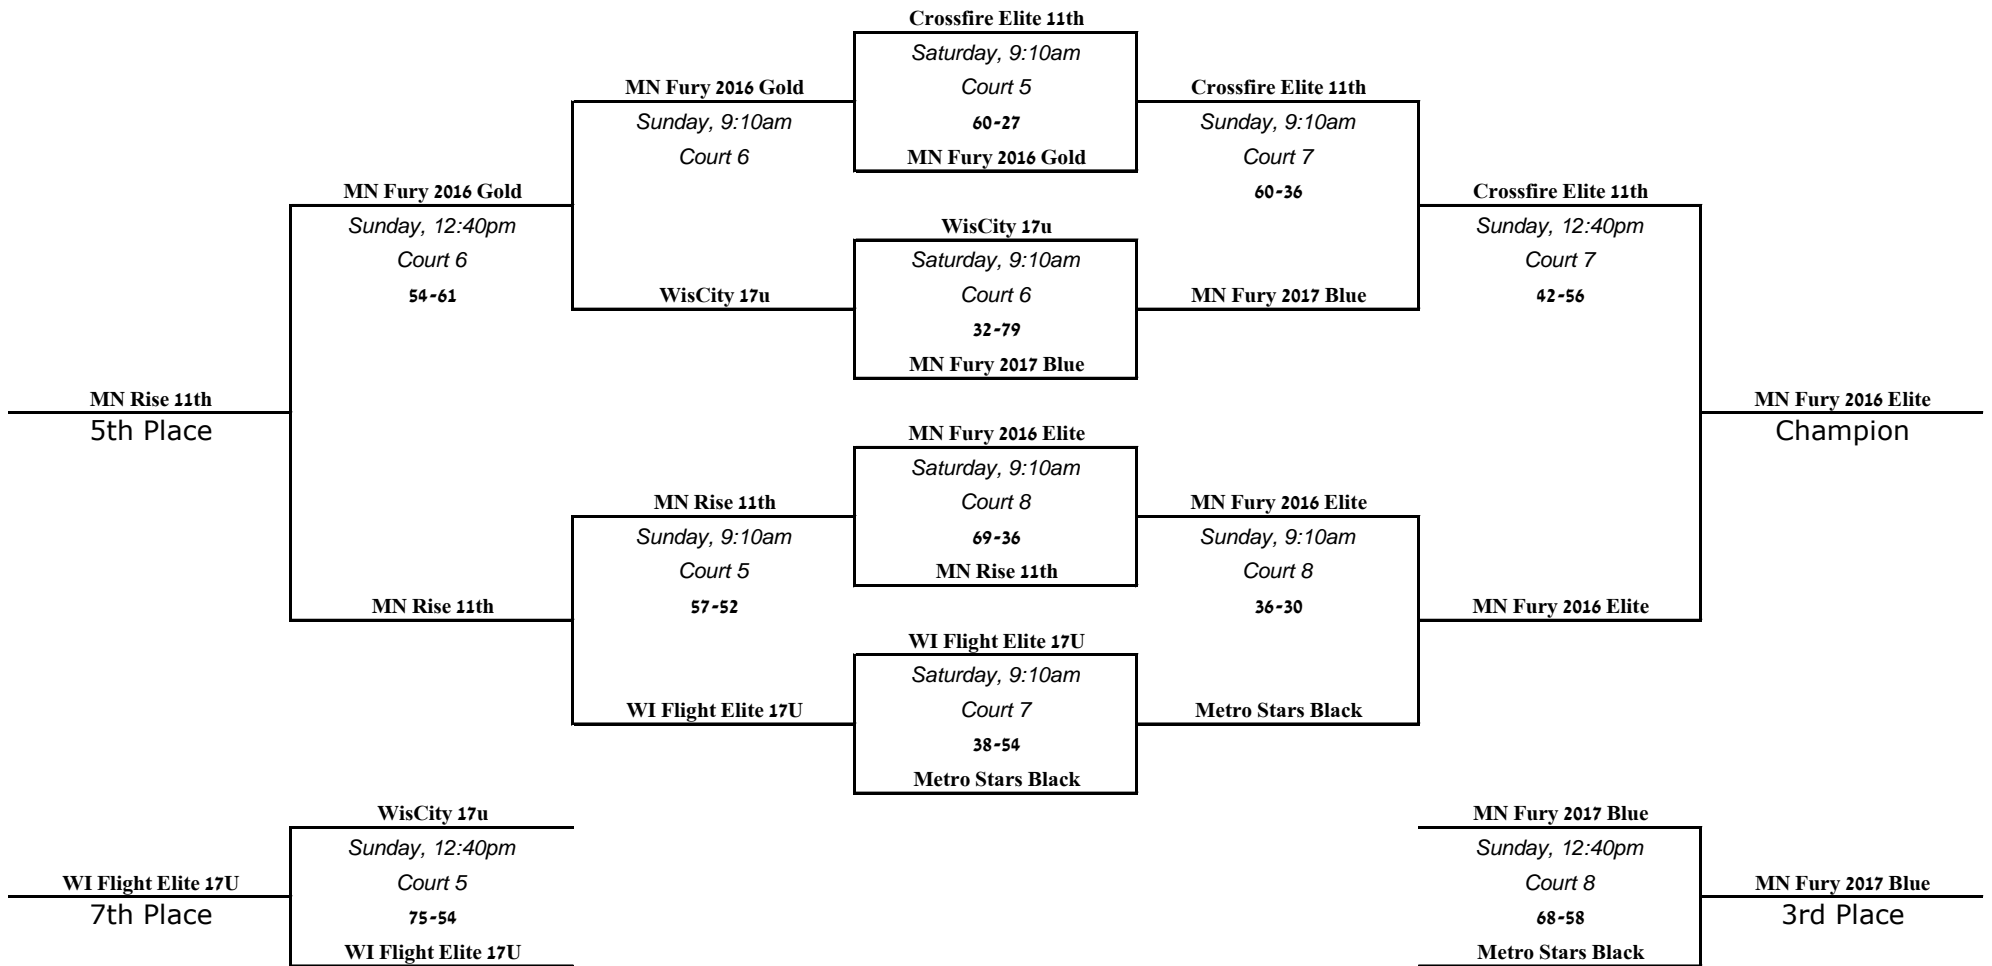 Crossfire Elite 11th
Saturday, 9:10am
MN Fury 2016 Gold Court 5 Crossfire Elite 11th
Sunday, 9:10am 60-27 Sunday, 9:10am
Court 6 MN Fury 2016 Gold Court 7
MN Fury 2016 Gold 60-36 Crossfire Elite 11th
Sunday, 12:40pm WisCity 17u Sunday, 12:40pm
Court 6 Saturday, 9:10am Court 7
54-61 WisCity 17u Court 6 MN Fury 2017 Blue 42-56
32-79
MN Fury 2017 Blue
MN Rise 11th MN Fury 2016 Elite
5th Place MN Fury 2016 Elite Champion
Saturday, 9:10am
MN Rise 11th Court 8 MN Fury 2016 Elite
Sunday, 9:10am 69-36 Sunday, 9:10am
Court 5 MN Rise 11th Court 8
MN Rise 11th 57-52 36-30 MN Fury 2016 Elite
WI Flight Elite 17U
Saturday, 9:10am
WI Flight Elite 17U Court 7 Metro Stars Black
38-54
Metro Stars Black
WisCity 17u MN Fury 2017 Blue
Sunday, 12:40pm Sunday, 12:40pm
WI Flight Elite 17U Court 5 Court 8 MN Fury 2017 Blue
7th Place 75-54 68-58 3rd Place
WI Flight Elite 17U Metro Stars Black